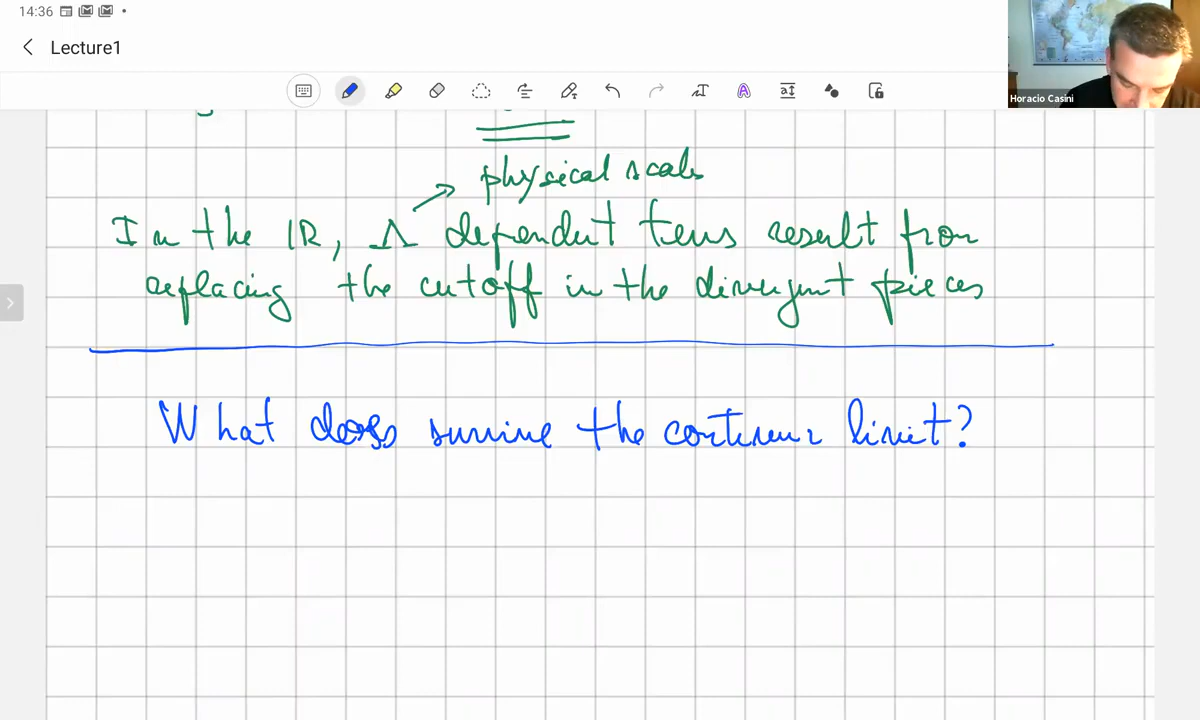 14:36
Lecture1
Horacio Casini
physical scale
In the IR, Λ dependent terms result from
replacing the cutoff in the divergent pieces
What does survive the continuum limit?